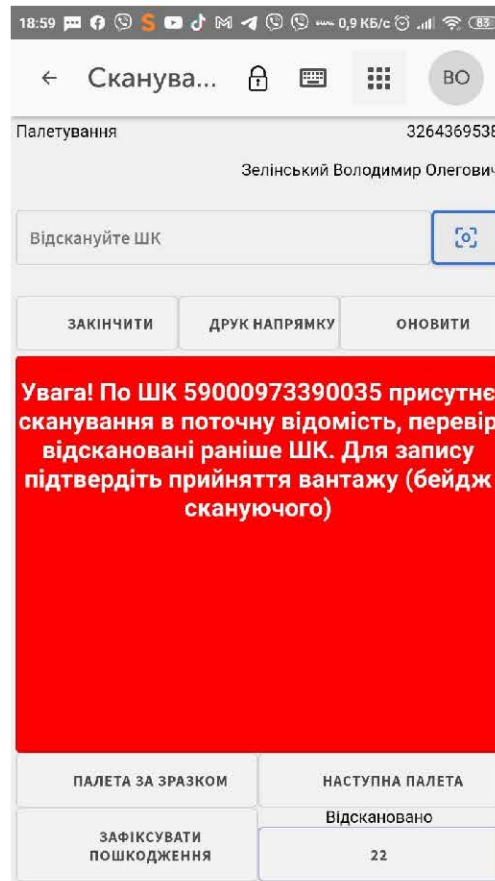 18:59 0,9 КБ/с 83
Сканува... ВО
Палетування 3264369538
Зелінський Володимир Олегович
Відскануйте ШК
ЗАКІНЧИТИ ДРУК НАПРЯМКУ ОНОВИТИ
Увага! По ШК 59000973390035 присутнє
сканування в поточну відомість, перевір
відскановані раніше ШК. Для запису
підтвердіть прийняття вантажу (бейдж
скануючого)
ПАЛЕТА ЗА ЗРАЗКОМ НАСТУПНА ПАЛЕТА
Відскановано
ЗАФІКСУВАТИ
ПОШКОДЖЕННЯ 22